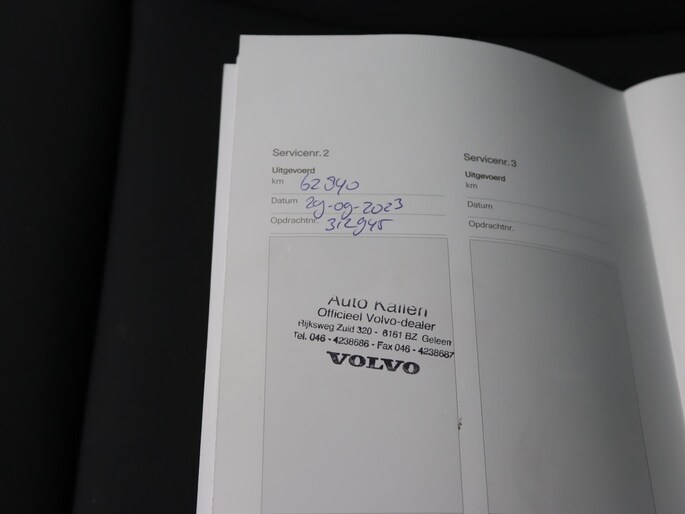 Servicenr. 2
Uitgevoerd
km 62940
Datum 29-09-2023
Opdrachtnr. 312945
Auto Kallen
Officieel Volvo-dealer
Rijksweg Zuid 320 - 6161 BZ Geleen
Tel. 046 - 4238686 - Fax 046 - 4238687
VOLVO
Servicenr. 3
Uitgevoerd
km
Datum
Opdrachtnr.